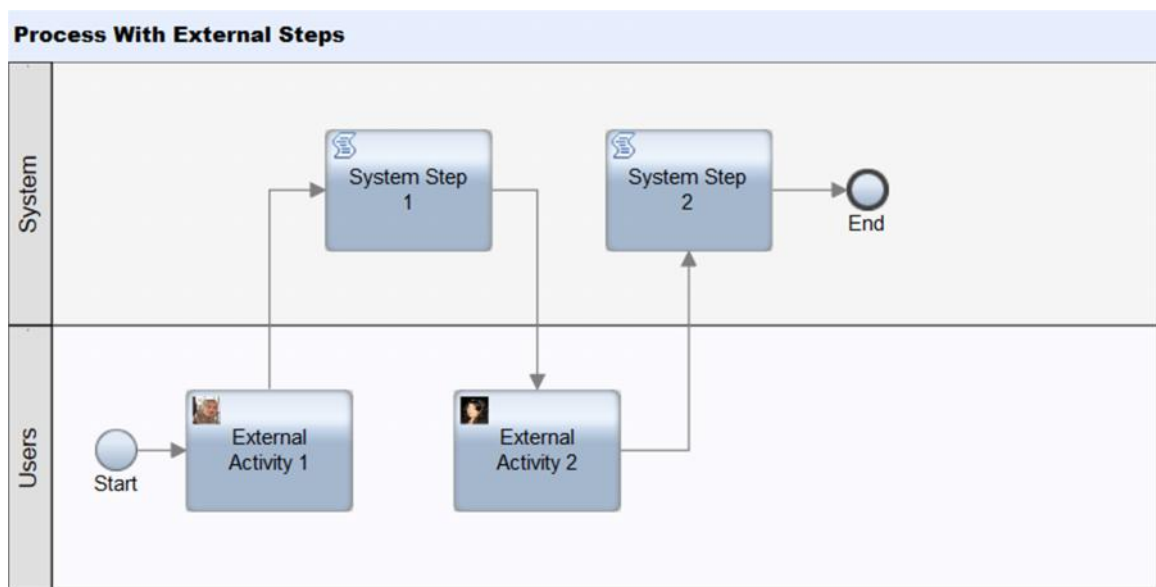 Process With External Steps
System
System Step
1
System Step
2
End
Users
Start
External
Activity 1
External
Activity 2